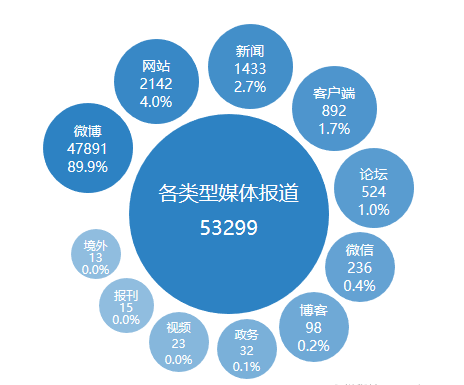 各类型媒体报道
53299
微博
47891
89.9%
网站
2142
4.0%
新闻
1433
2.7%
客户端
892
1.7%
论坛
524
1.0%
微信
236
0.4%
博客
98
0.2%
政务
32
0.1%
视频
23
0.0%
报刊
15
0.0%
境外
13
0.0%